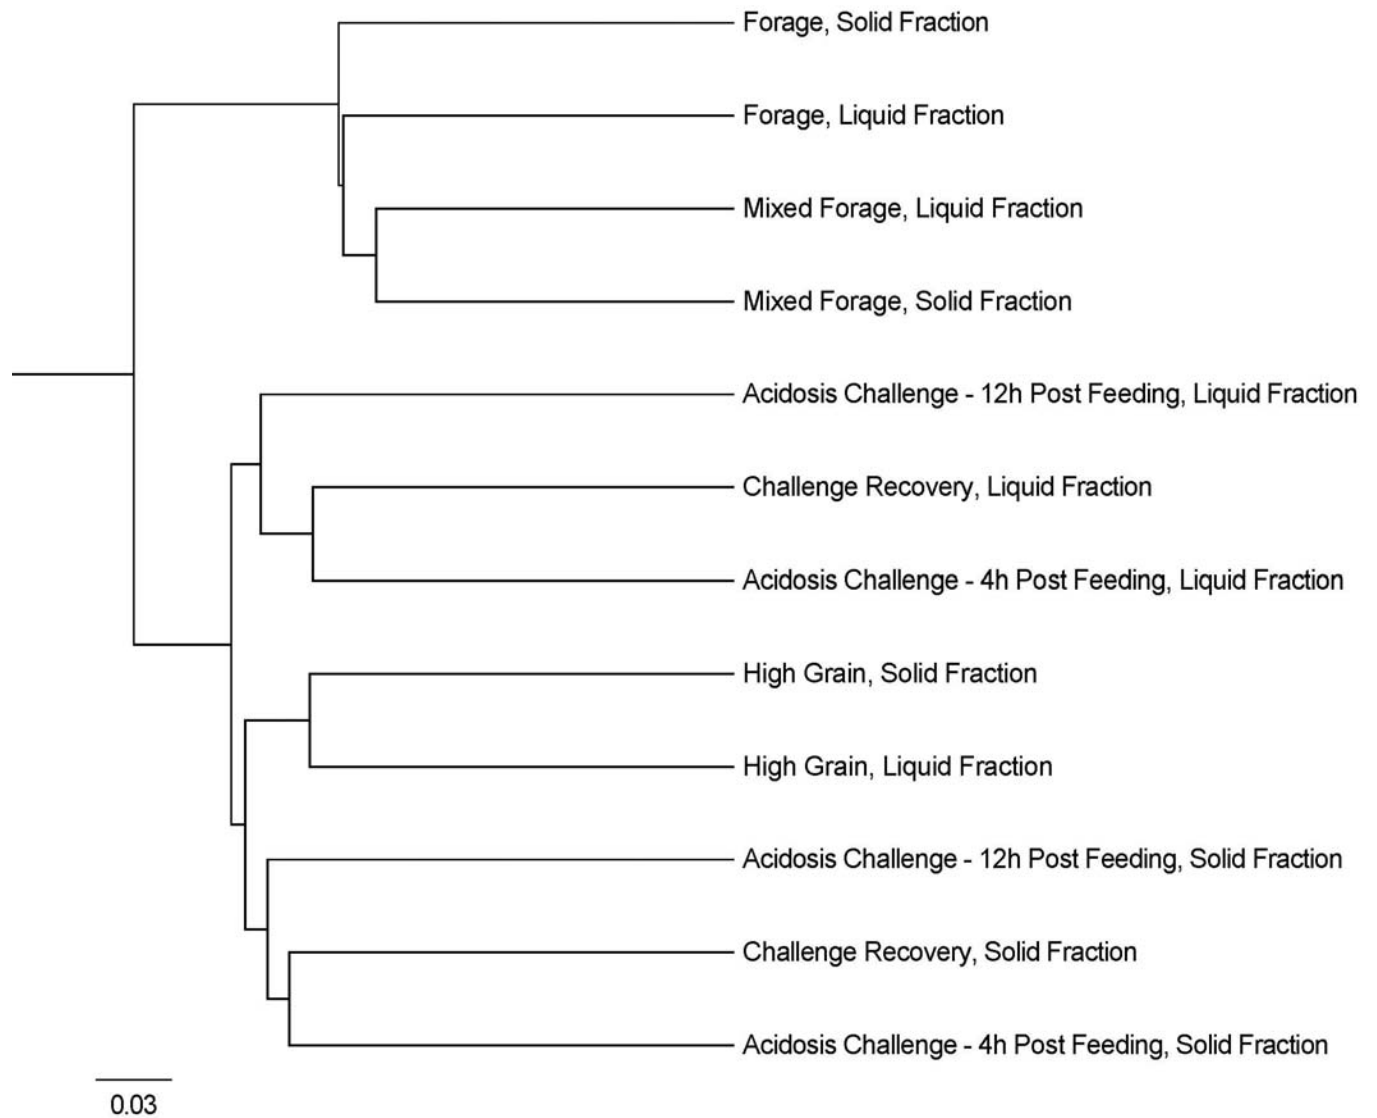 Forage, Solid Fraction
Forage, Liquid Fraction
Mixed Forage, Liquid Fraction
Mixed Forage, Solid Fraction
Acidosis Challenge - 12h Post Feeding, Liquid Fraction
Challenge Recovery, Liquid Fraction
Acidosis Challenge - 4h Post Feeding, Liquid Fraction
High Grain, Solid Fraction
High Grain, Liquid Fraction
Acidosis Challenge - 12h Post Feeding, Solid Fraction
Challenge Recovery, Solid Fraction
Acidosis Challenge - 4h Post Feeding, Solid Fraction
0.03